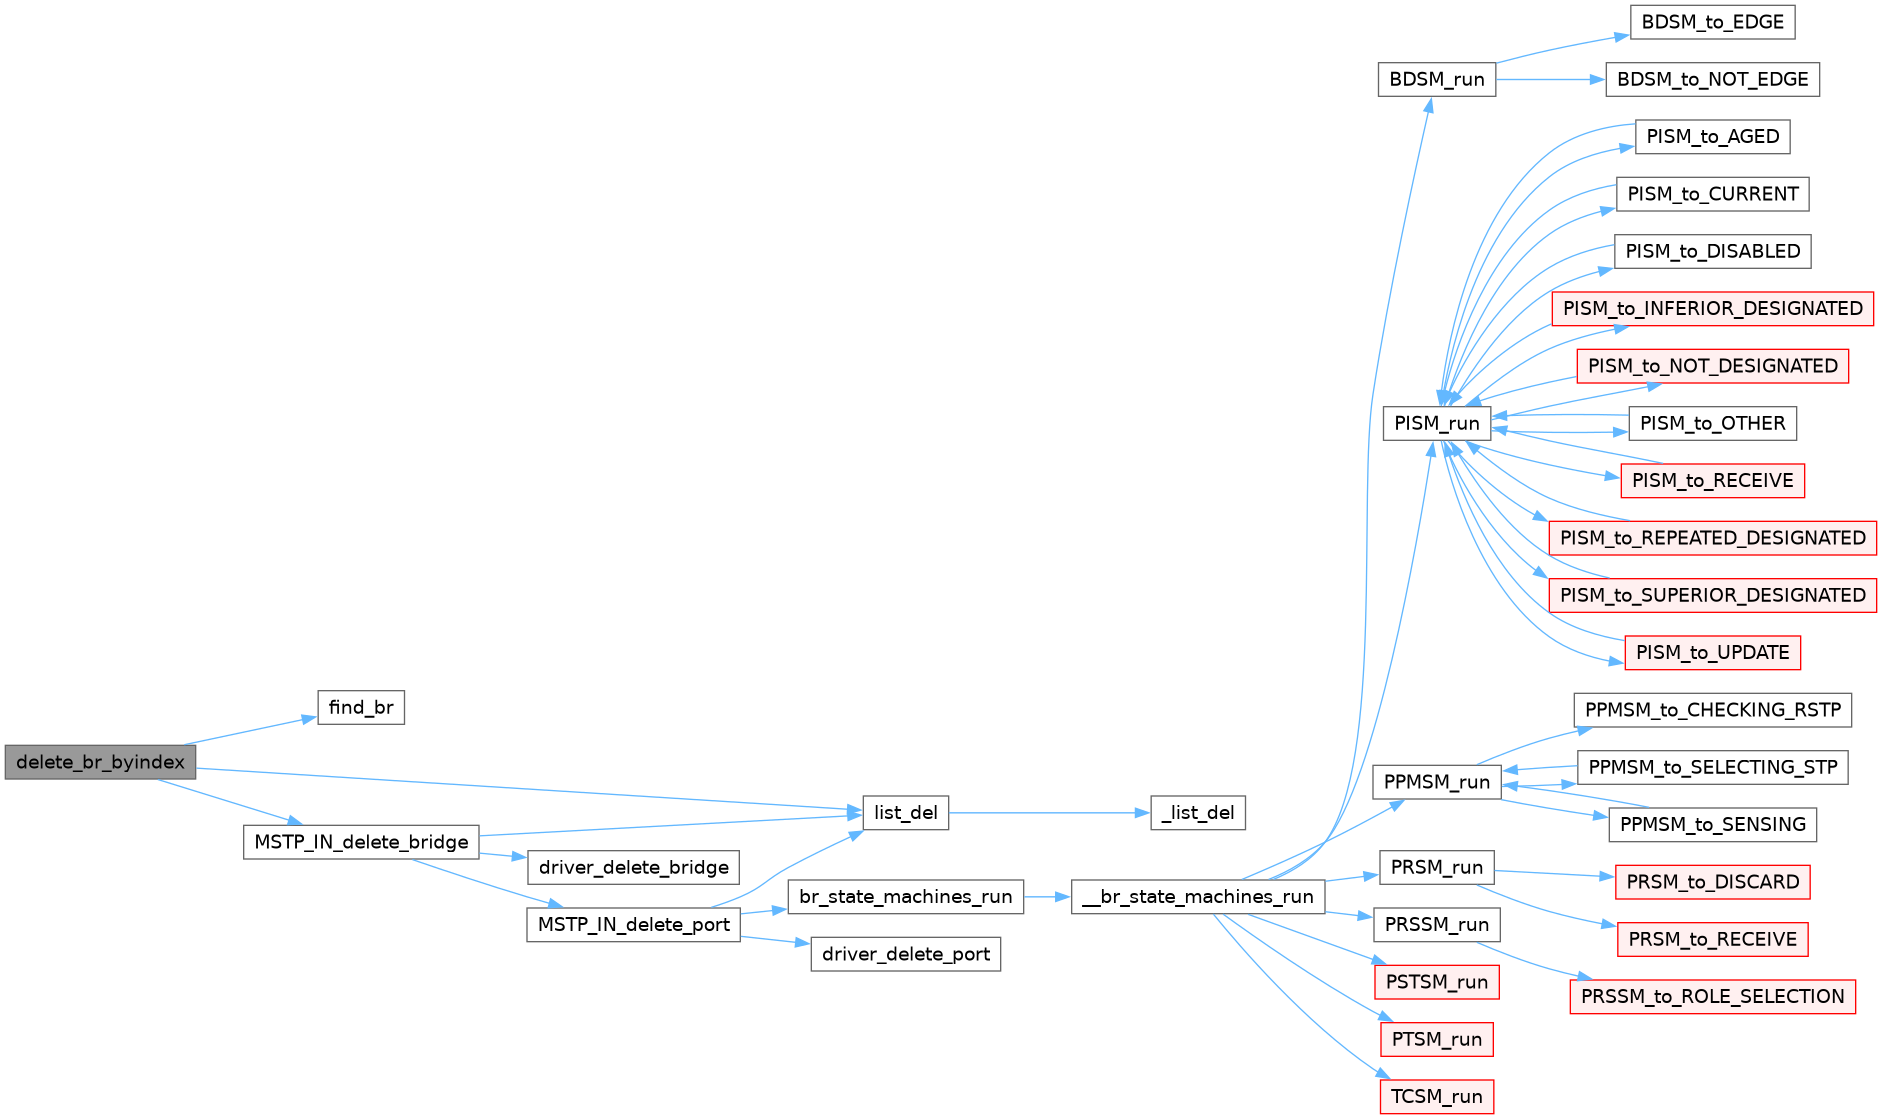 BDSM_to_EDGE
BDSM_run
BDSM_to_NOT_EDGE
PISM_to_AGED
PISM_to_CURRENT
PISM_to_DISABLED
PISM_to_INFERIOR_DESIGNATED
PISM_to_NOT_DESIGNATED
PISM_run
PISM_to_OTHER
PISM_to_RECEIVE
PISM_to_REPEATED_DESIGNATED
PISM_to_SUPERIOR_DESIGNATED
PISM_to_UPDATE
find_br
PPMSM_to_CHECKING_RSTP
delete_br_byindex
PPMSM_to_SELECTING_STP
PPMSM_run
list_del
_list_del
PPMSM_to_SENSING
MSTP_IN_delete_bridge
driver_delete_bridge
PRSM_run
PRSM_to_DISCARD
br_state_machines_run
__br_state_machines_run
MSTP_IN_delete_port
PRSSM_run
PRSM_to_RECEIVE
driver_delete_port
PSTSM_run
PRSSM_to_ROLE_SELECTION
PTSM_run
TCSM_run